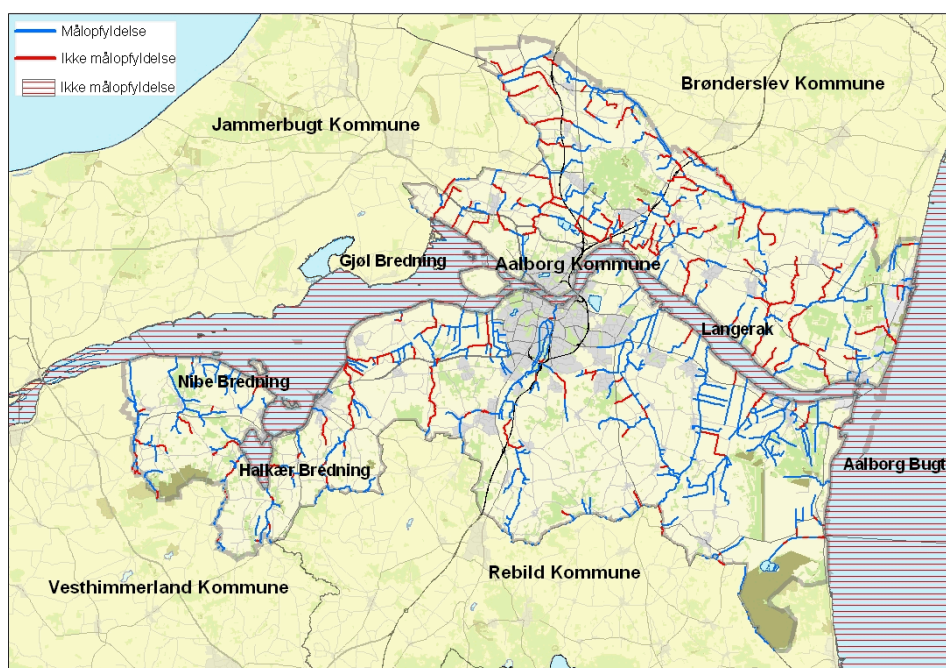 Målopfyldelse
Ikke målopfyldelse
Ikke målopfyldelse
Brønderslev Kommune
Jammerbugt Kommune
Gjøl Bredning
Aalborg Kommune
Langerak
Nibe Bredning
Halkær Bredning
Aalborg Bugt
Rebild Kommune
Vesthimmerland Kommune